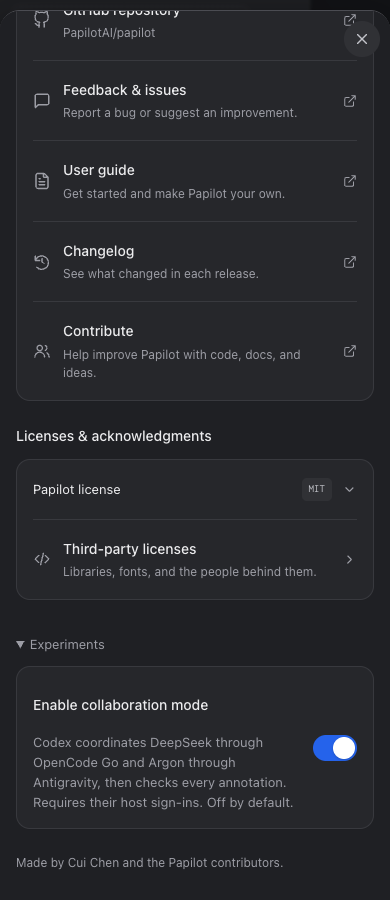 GitHub repository
PapilotAI/papilot
Feedback & issues
Report a bug or suggest an improvement.
User guide
Get started and make Papilot your own.
Changelog
See what changed in each release.
Contribute
Help improve Papilot with code, docs, and
ideas.
Licenses & acknowledgments
Papilot license
MIT
Third-party licenses
Libraries, fonts, and the people behind them.
Experiments
Enable collaboration mode
Codex coordinates DeepSeek through
OpenCode Go and Argon through
Antigravity, then checks every annotation.
Requires their host sign-ins. Off by default.
Made by Cui Chen and the Papilot contributors.